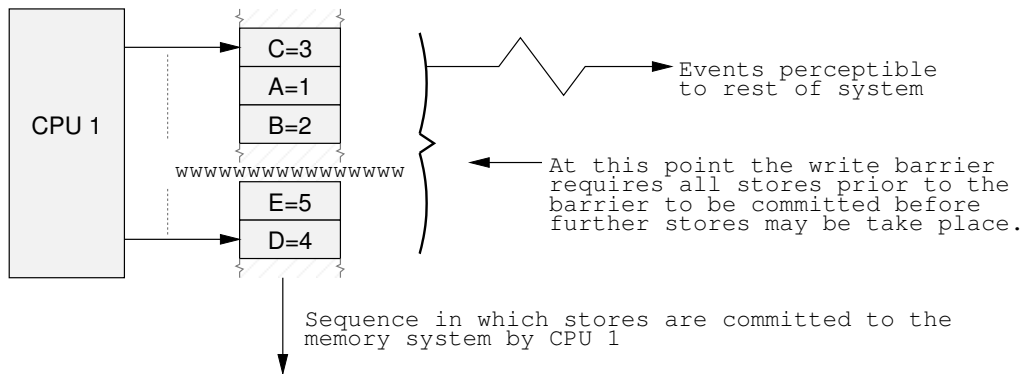 C=3
A=1
CPU 1
B=2
wwwwwwwwwwwwwwww
E=5
D=4
Events perceptible
to rest of system
At this point the write barrier
requires all stores prior to the
barrier to be committed before
further stores may be take place.
Sequence in which stores are committed to the
memory system by CPU 1